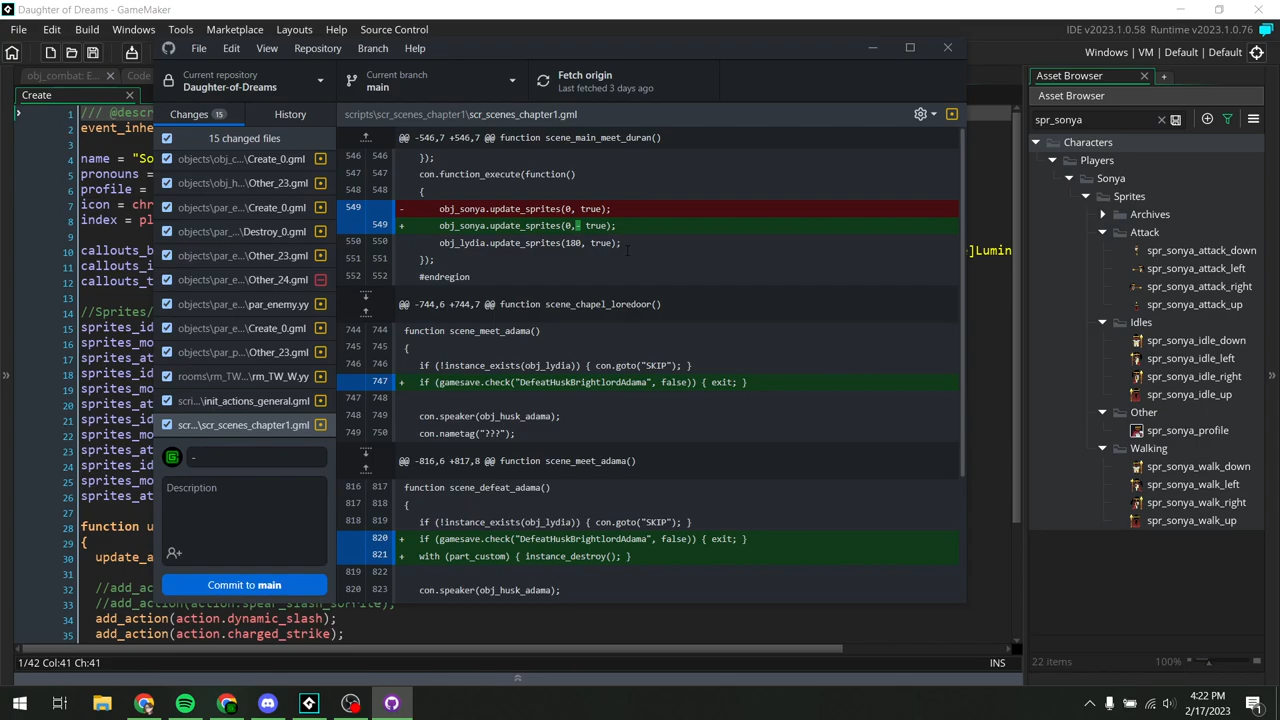 Daughter of Dreams - GameMaker
File Edit Build Windows Tools Marketplace Layouts Help Source Control
IDE v2023.1.0.58 Runtime v2023.1.0.76
Windows | VM | Default | Default
File Edit View Repository Branch Help
obj_combat: E... Code
Create
Current repository
Daughter-of-Dreams
Current branch
main
Fetch origin
Last fetched 3 days ago
Changes 15 History
scripts\scr_scenes_chapter1\scr_scenes_chapter1.gml
15 changed files
objects\obj_c...\Create_0.gml
objects\obj_h...\Other_23.gml
objects\par_e...\Create_0.gml
objects\par_e...\Destroy_0.gml
objects\par_e...\Other_23.gml
objects\par_e...\Other_24.gml
objects\par_e...\par_enemy.yy
objects\par_e...\Create_0.gml
objects\par_p...\Other_23.gml
rooms\rm_TW...\rm_TW_W.yy
scri...\init_actions_general.gml
scr...\scr_scenes_chapter1.gml
-
Description
Commit to main
@@ -546,7 +546,7 @@ function scene_main_meet_duran()
546 546 });
547 547 con.function_execute(function()
548 548 {
549 - obj_sonya.update_sprites(0, true);
549 + obj_sonya.update_sprites(0,- true);
550 550 obj_lydia.update_sprites(180, true);
551 551 });
552 552 #endregion
@@ -744,6 +744,7 @@ function scene_chapel_loredoor()
744 744 function scene_meet_adama()
745 745 {
746 746 if (!instance_exists(obj_lydia)) { con.goto("SKIP"); }
747 + if (gamesave.check("DefeatHuskBrightlordAdama", false)) { exit; }
747 748
748 749 con.speaker(obj_husk_adama);
749 750 con.nametag("???");
@@ -816,6 +817,8 @@ function scene_meet_adama()
816 817 function scene_defeat_adama()
817 818 {
818 819 if (!instance_exists(obj_lydia)) { con.goto("SKIP"); }
820 + if (gamesave.check("DefeatHuskBrightlordAdama", false)) { exit; }
821 + with (part_custom) { instance_destroy(); }
819 822
820 823 con.speaker(obj_husk_adama);
1 /// @descr
2 event_inhe
3
4 name = "So
5 pronouns =
6 profile =
7 icon = chr
8 index = pl
9
10 callouts_b
]Lumin
11 callouts_i
12 callouts_t
13
14 //Sprites/
15 sprites_id
16 sprites_mo
17 sprites_at
18 sprites_id
19 sprites_mo
20 sprites_at
21 sprites_id
22 sprites_mo
23 sprites_at
24 sprites_id
25 sprites_mo
26 sprites_at
27
28 function u
29 {
30 update_a
31
32 //add_ac
33 //add_action(action.spear_slash_sorrite);
34 add_action(action.dynamic_slash);
35 add_action(action.charged_strike);
1/42 Col:41 Ch:41
INS
Asset Browser
Asset Browser
spr_sonya
Characters
Players
Sonya
Sprites
Archives
Attack
spr_sonya_attack_down
spr_sonya_attack_left
spr_sonya_attack_right
spr_sonya_attack_up
Idles
spr_sonya_idle_down
spr_sonya_idle_left
spr_sonya_idle_right
spr_sonya_idle_up
Other
spr_sonya_profile
Walking
spr_sonya_walk_down
spr_sonya_walk_left
spr_sonya_walk_right
spr_sonya_walk_up
22 items
100%
4:22 PM
2/17/2023
1